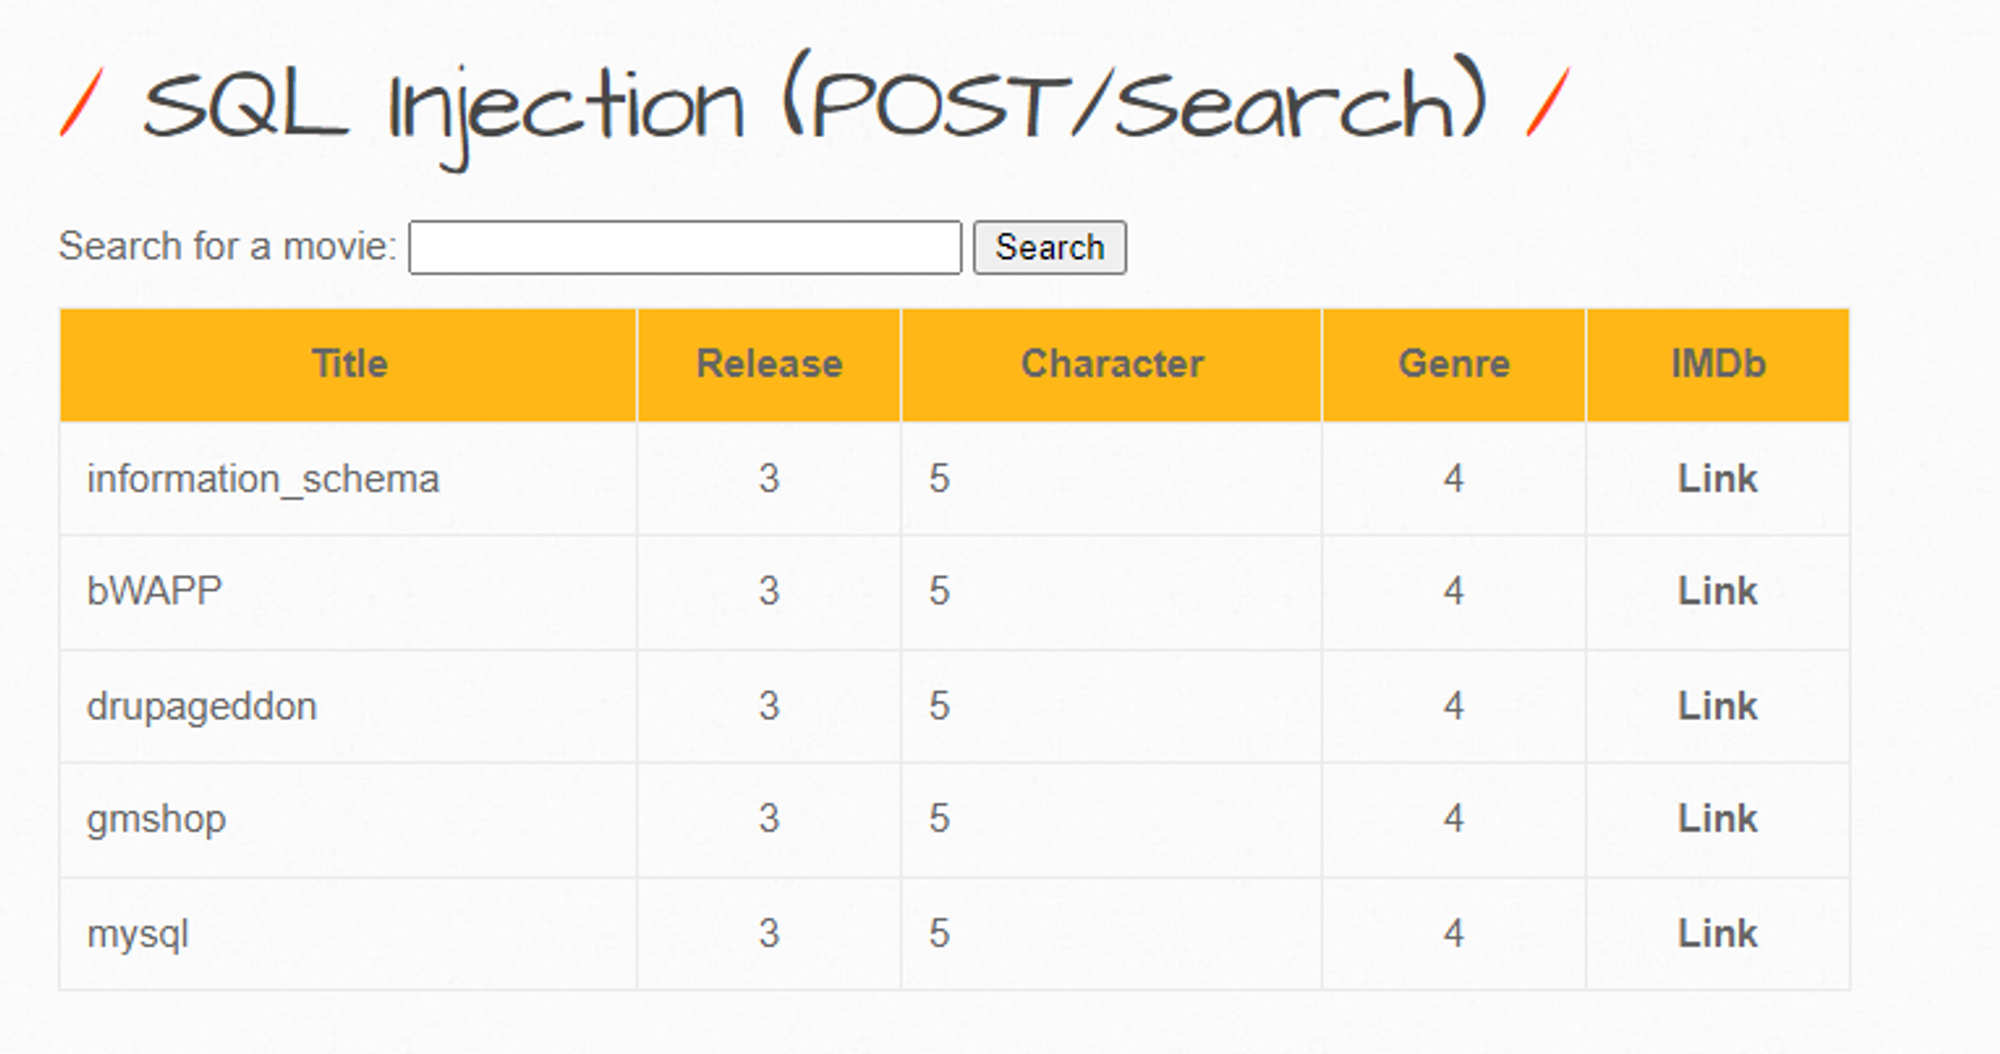 / SQL Injection (POST/Search) /
Search for a movie: Search
Title Release Character Genre IMDb
information_schema 3 5 4 Link
bWAPP 3 5 4 Link
drupageddon 3 5 4 Link
gmshop 3 5 4 Link
mysql 3 5 4 Link